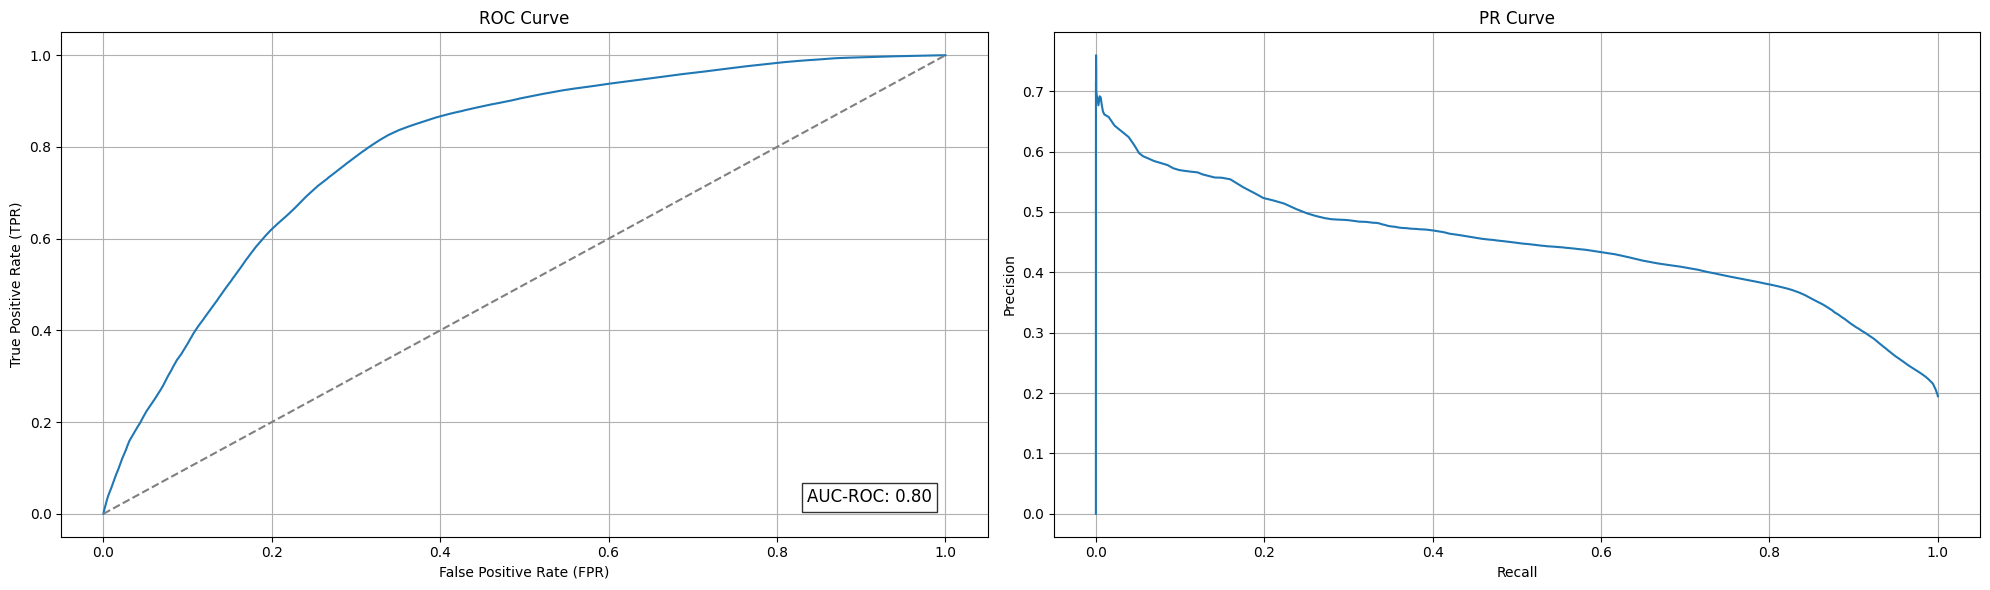 ROC Curve
1.0
0.8
0.6
0.4
0.2
0.0
True Positive Rate (TPR)
AUC-ROC: 0.80
0.0 0.2 0.4 0.6 0.8 1.0
False Positive Rate (FPR)
PR Curve
0.7
0.6
0.5
0.4
0.3
0.2
0.1
0.0
Precision
0.0 0.2 0.4 0.6 0.8 1.0
Recall